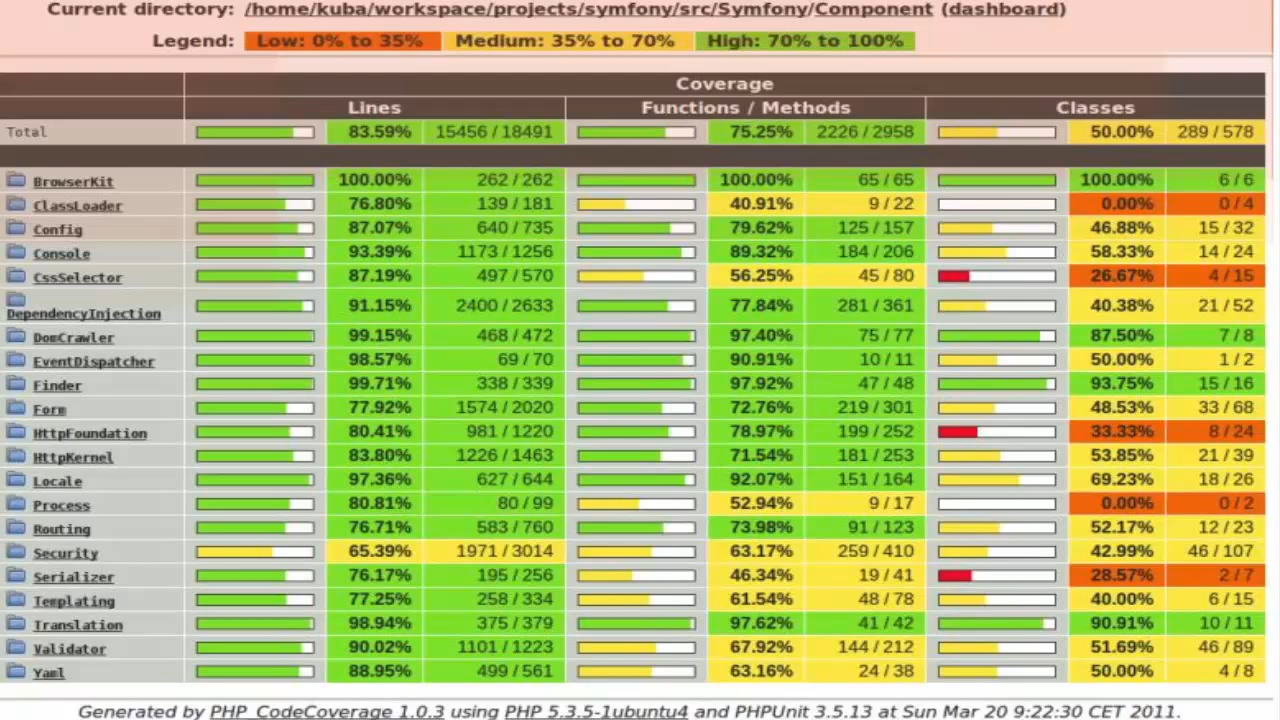 Current directory: /home/kuba/workspace/projects/symfony/src/Symfony/Component (dashboard)
Legend: Low: 0% to 35% Medium: 35% to 70% High: 70% to 100%
Coverage
Lines Functions / Methods Classes
Total 83.59% 15456 / 18491 75.25% 2226 / 2958 50.00% 289 / 578
BrowserKit 100.00% 262 / 262 100.00% 65 / 65 100.00% 6 / 6
ClassLoader 76.80% 139 / 181 40.91% 9 / 22 0.00% 0 / 4
Config 87.07% 640 / 735 79.62% 125 / 157 46.88% 15 / 32
Console 93.39% 1173 / 1256 89.32% 184 / 206 58.33% 14 / 24
CssSelector 87.19% 497 / 570 56.25% 45 / 80 26.67% 4 / 15
DependencyInjection 91.15% 2400 / 2633 77.84% 281 / 361 40.38% 21 / 52
DomCrawler 99.15% 468 / 472 97.40% 75 / 77 87.50% 7 / 8
EventDispatcher 98.57% 69 / 70 90.91% 10 / 11 50.00% 1 / 2
Finder 99.71% 338 / 339 97.92% 47 / 48 93.75% 15 / 16
Form 77.92% 1574 / 2020 72.76% 219 / 301 48.53% 33 / 68
HttpFoundation 80.41% 981 / 1220 78.97% 199 / 252 33.33% 8 / 24
HttpKernel 83.80% 1226 / 1463 71.54% 181 / 253 53.85% 21 / 39
Locale 97.36% 627 / 644 92.07% 151 / 164 69.23% 18 / 26
Process 80.81% 80 / 99 52.94% 9 / 17 0.00% 0 / 2
Routing 76.71% 583 / 760 73.98% 91 / 123 52.17% 12 / 23
Security 65.39% 1971 / 3014 63.17% 259 / 410 42.99% 46 / 107
Serializer 76.17% 195 / 256 46.34% 19 / 41 28.57% 2 / 7
Templating 77.25% 258 / 334 61.54% 48 / 78 40.00% 6 / 15
Translation 98.94% 375 / 379 97.62% 41 / 42 90.91% 10 / 11
Validator 90.02% 1101 / 1223 67.92% 144 / 212 51.69% 46 / 89
Yaml 88.95% 499 / 561 63.16% 24 / 38 50.00% 4 / 8
Generated by PHP_CodeCoverage 1.0.3 using PHP 5.3.5-1ubuntu4 and PHPUnit 3.5.13 at Sun Mar 20 9:22:30 CET 2011.